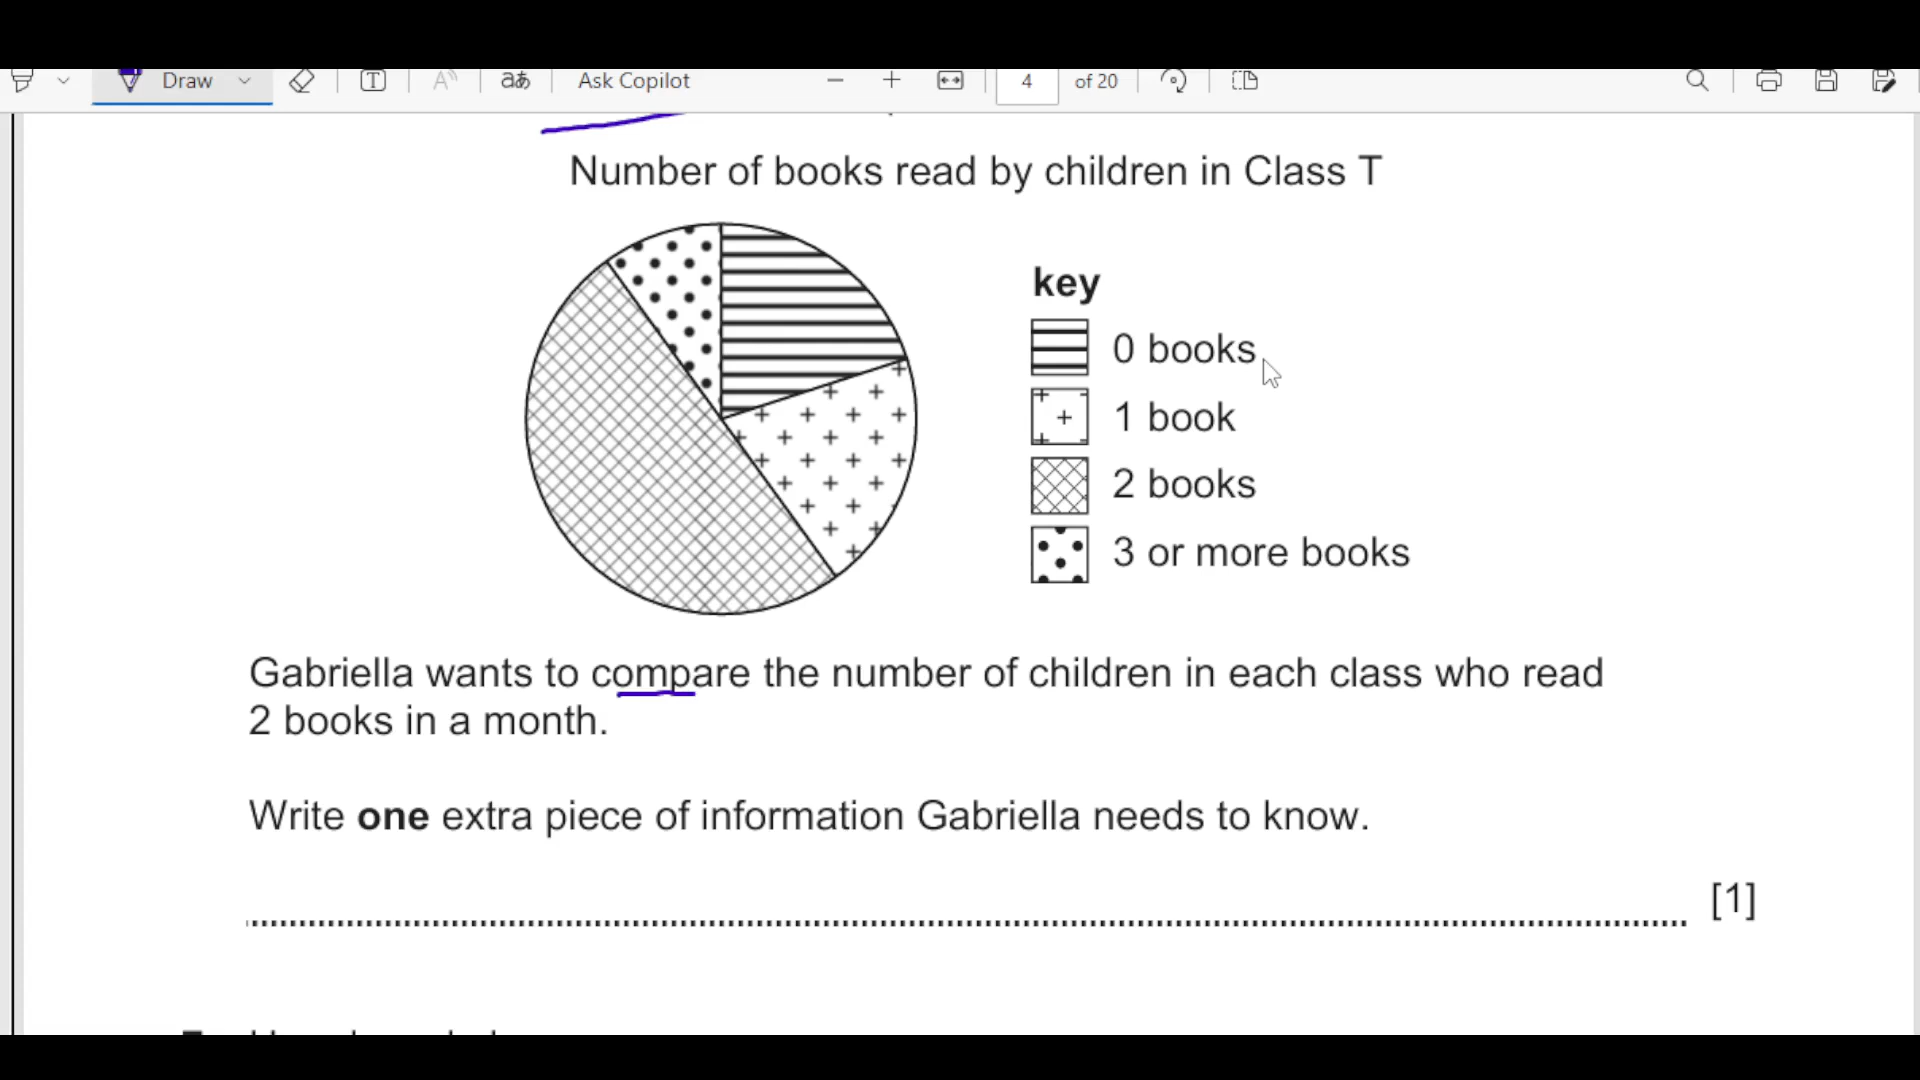 Draw
aあ
Ask Copilot
4 of 20
Number of books read by children in Class T
key
0 books
1 book
2 books
3 or more books
Gabriella wants to compare the number of children in each class who read
2 books in a month.
Write one extra piece of information Gabriella needs to know.
[1]